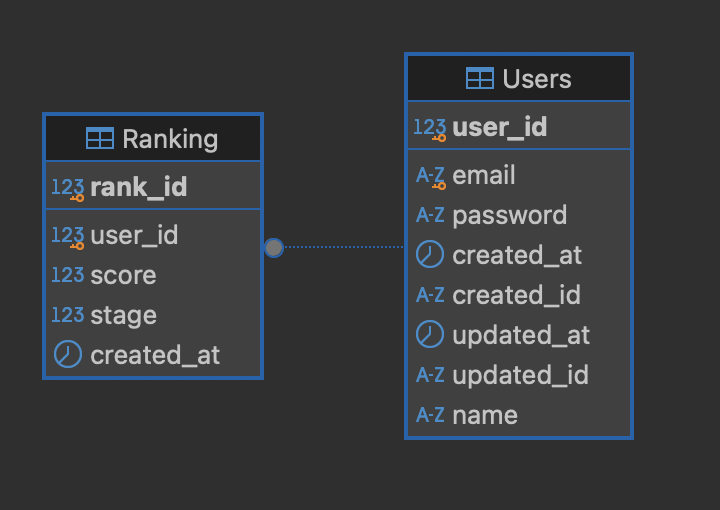 Ranking
123 rank_id
123 user_id
123 score
123 stage
created_at
Users
123 user_id
A-Z email
A-Z password
created_at
A-Z created_id
updated_at
A-Z updated_id
A-Z name